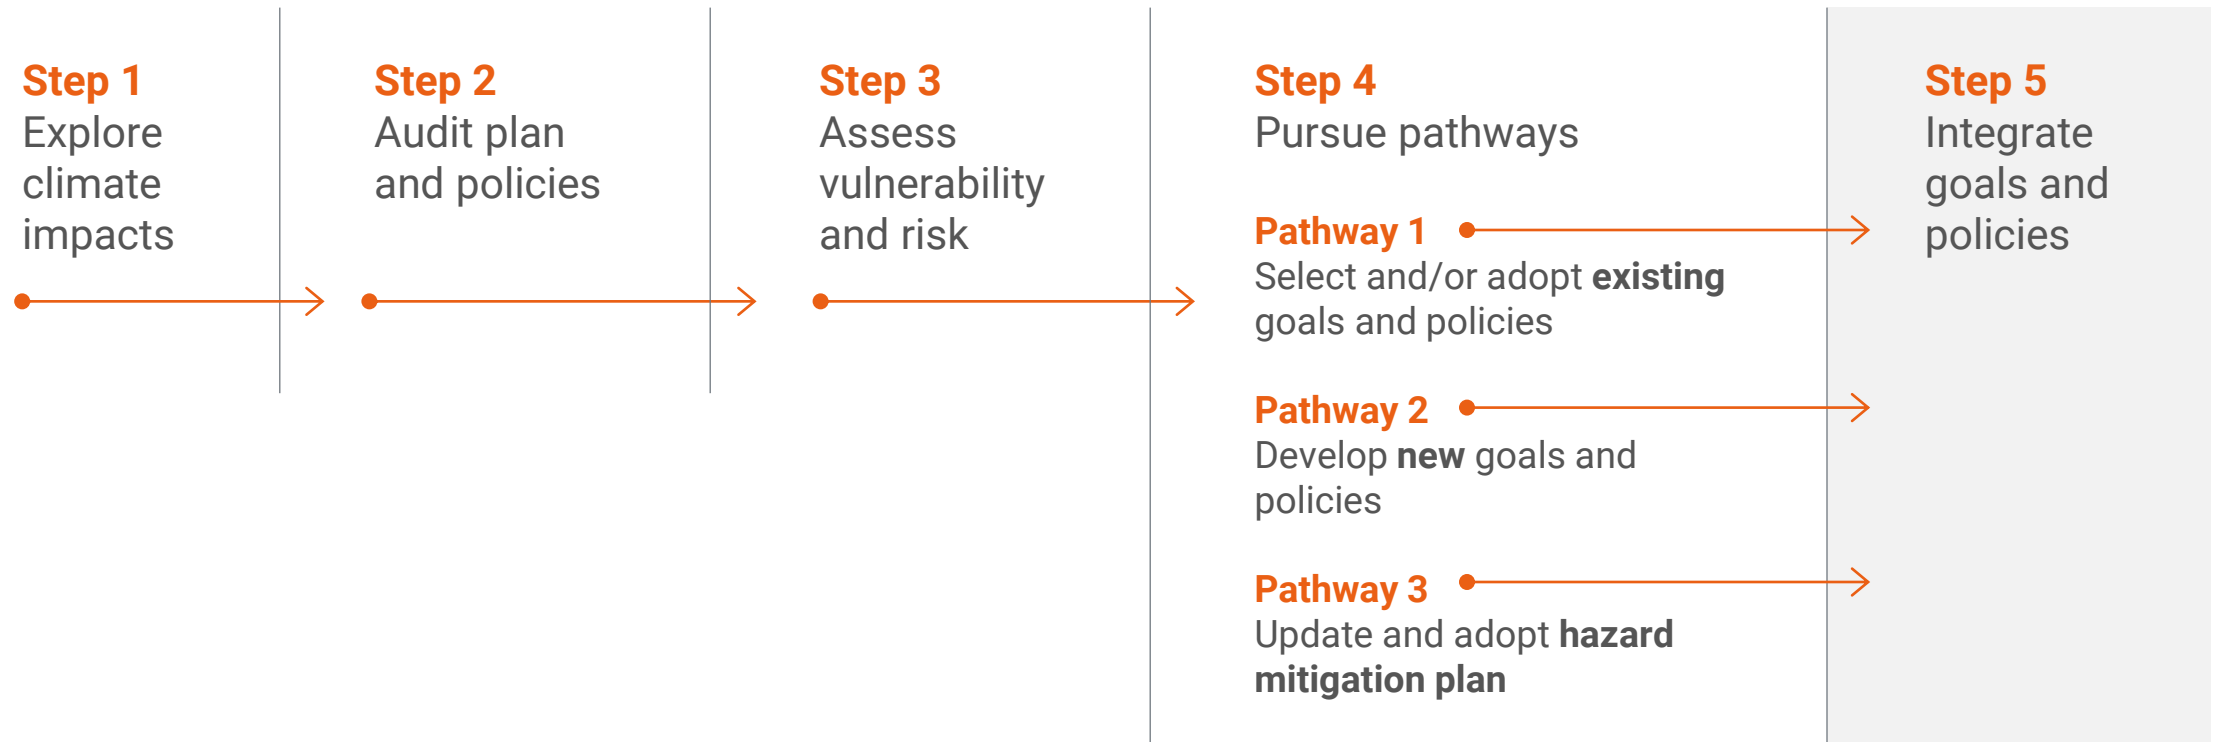 Step 1
Explore
climate
impacts
Step 2
Audit plan
and policies
Step 3
Assess
vulnerability
and risk
Step 4
Pursue pathways
Pathway 1
Select and/or adopt existing
goals and policies
Pathway 2
Develop new goals and
policies
Pathway 3
Update and adopt hazard
mitigation plan
Step 5
Integrate
goals and
policies